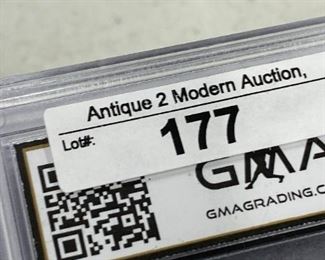 Antique 2 Modern Auction,
Lot#: 177
GMA
GMAGRADING.C